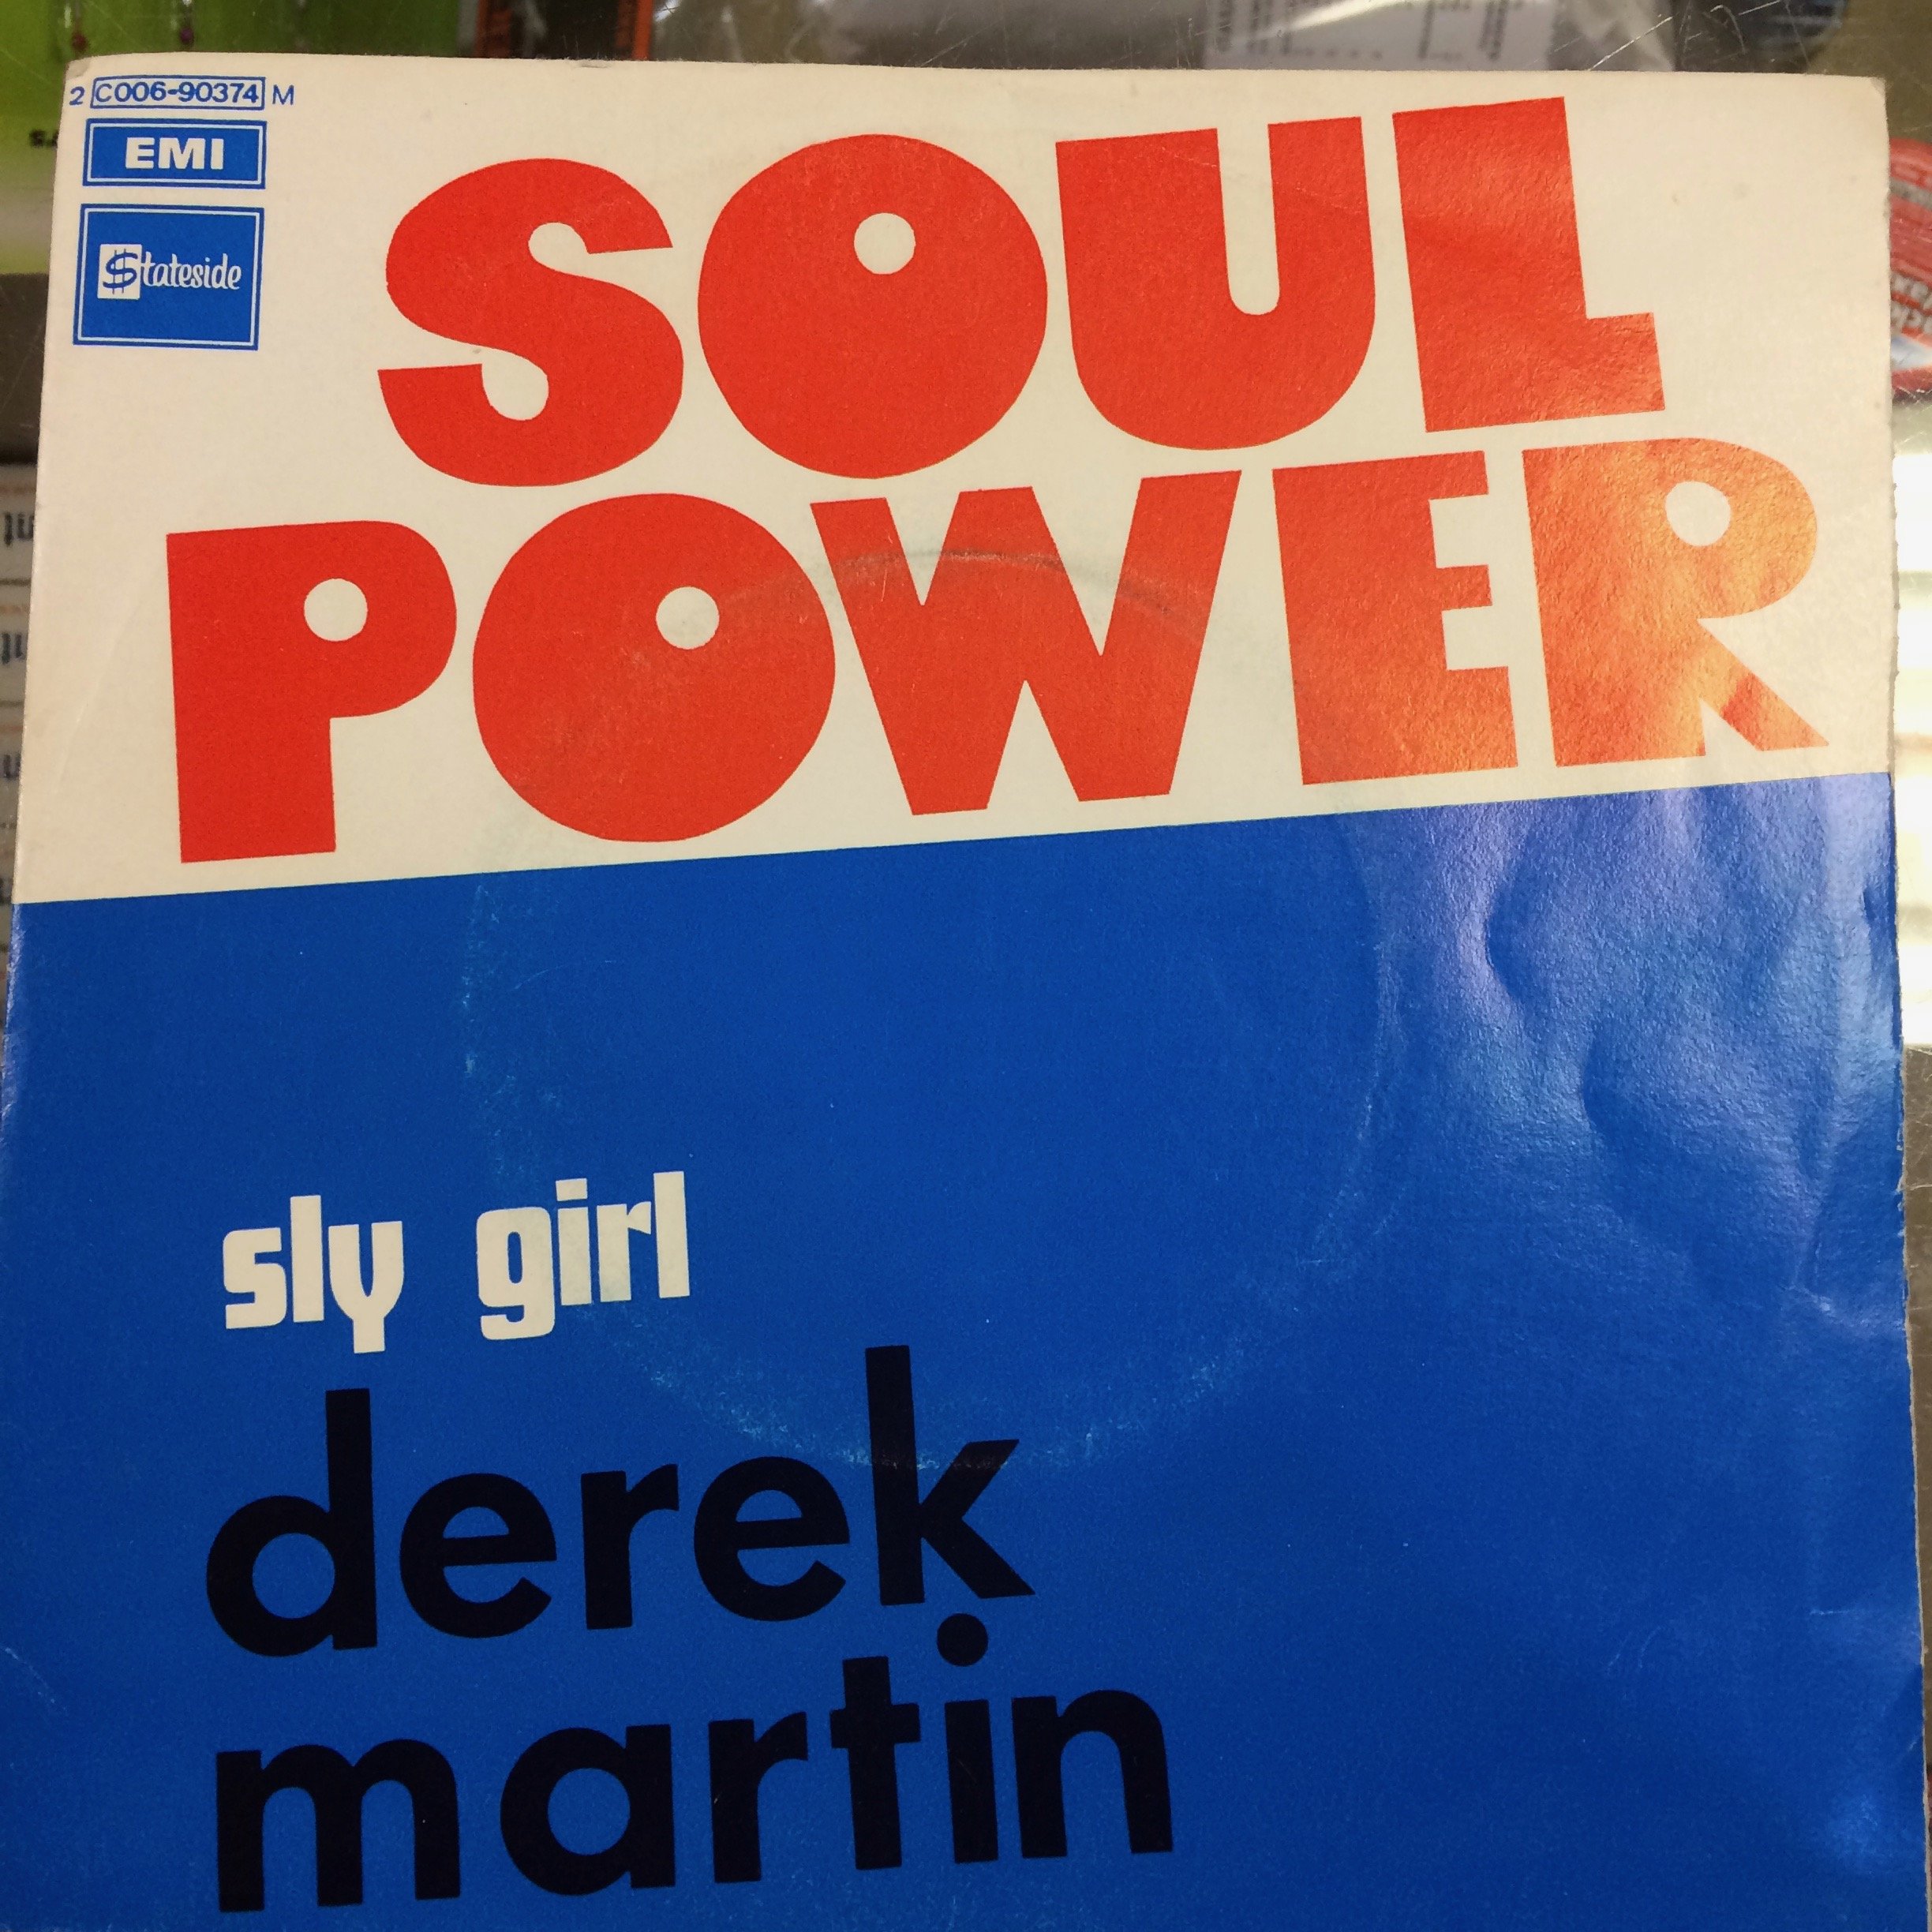 2 C006-90374 M
EMI
Stateside
SOUL
POWER
sly girl
derek
martin